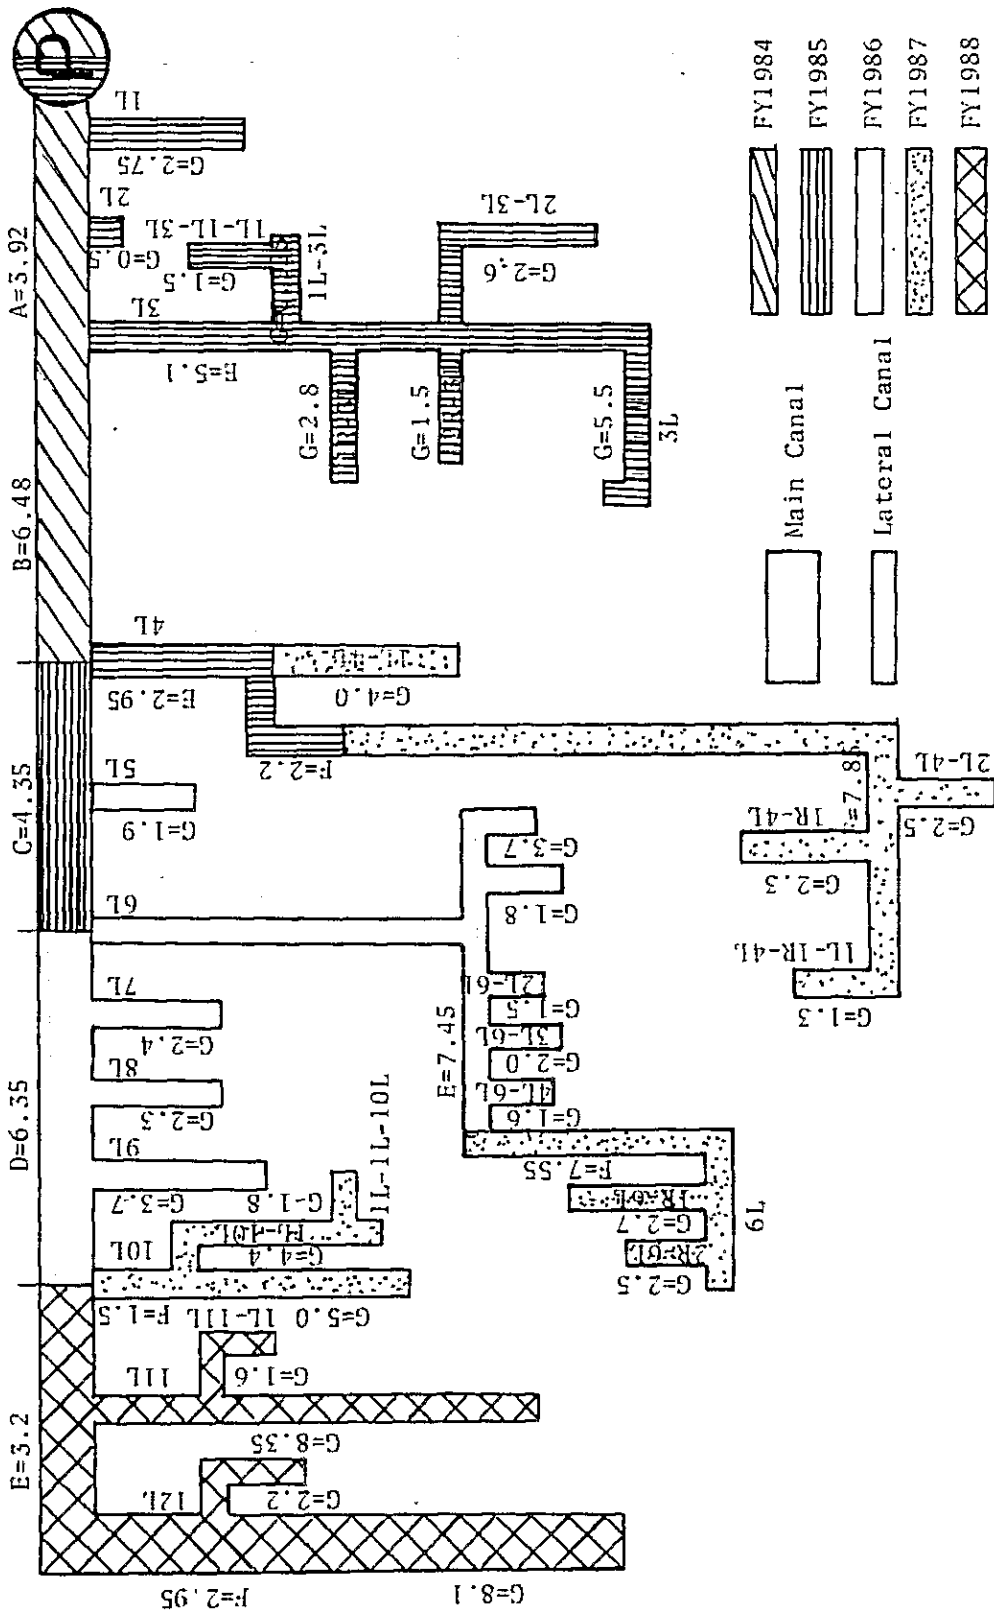 A=3.92
B=6.48
C=4.35
D=6.35
E=3.2
1L
G=2.75
2L
G=0.5
1L-1L-3L
G=1.5
1L-3L
3L
E=5.1
G=2.8
G=1.5
2L-3L
G=2.6
G=5.5
3L
4L
E=2.95
G=4.0
F=2.2
2L-4L
G=2.5
1R-4L
G=2.3
1L-1R-4L
G=1.3
5L
G=1.9
6L
G=3.7
G=1.8
E=7.45
2L-6L
G=1.5
3L-6L
G=2.0
4L-6L
G=1.6
F=7.55
G=2.7
2R-6L
G=2.5
6L
7L
G=2.4
8L
G=2.3
9L
G=3.7
10L
G=1.8
1L-1L-10L
G=4.4
F=1.5
G=5.0
11L
1L-11L
G=1.6
G=8.35
12L
G=2.2
F=2.95
G=8.1
Main Canal
Lateral Canal
FY1984
FY1985
FY1986
FY1987
FY1988